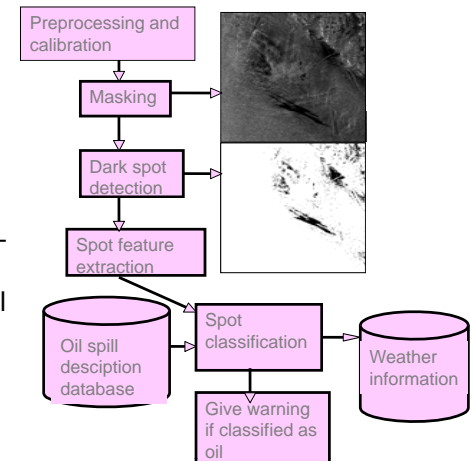 Preprocessing and
calibration
Masking
Dark spot
detection
Spot feature
extraction
Spot
classification
Oil spill
desciption
database
Weather
information
Give warning
if classified as
oil